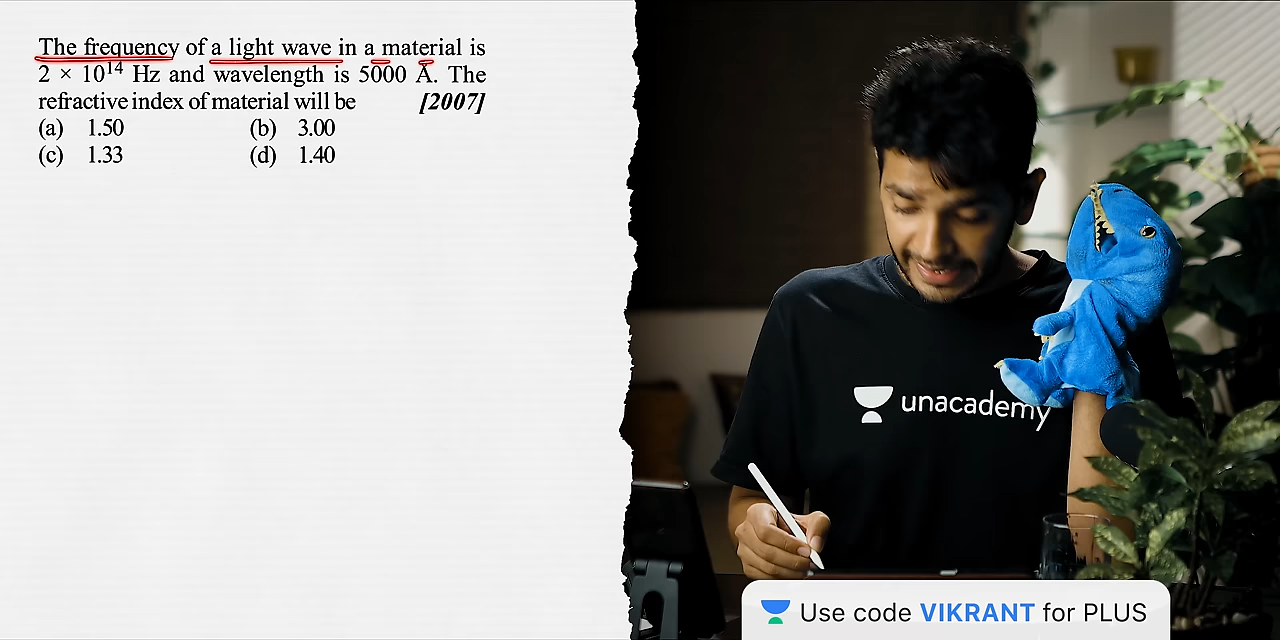 The frequency of a light wave in a material is
2 × 10¹⁴ Hz and wavelength is 5000 Å. The
refractive index of material will be [2007]
(a) 1.50 (b) 3.00
(c) 1.33 (d) 1.40
unacademy
Use code VIKRANT for PLUS